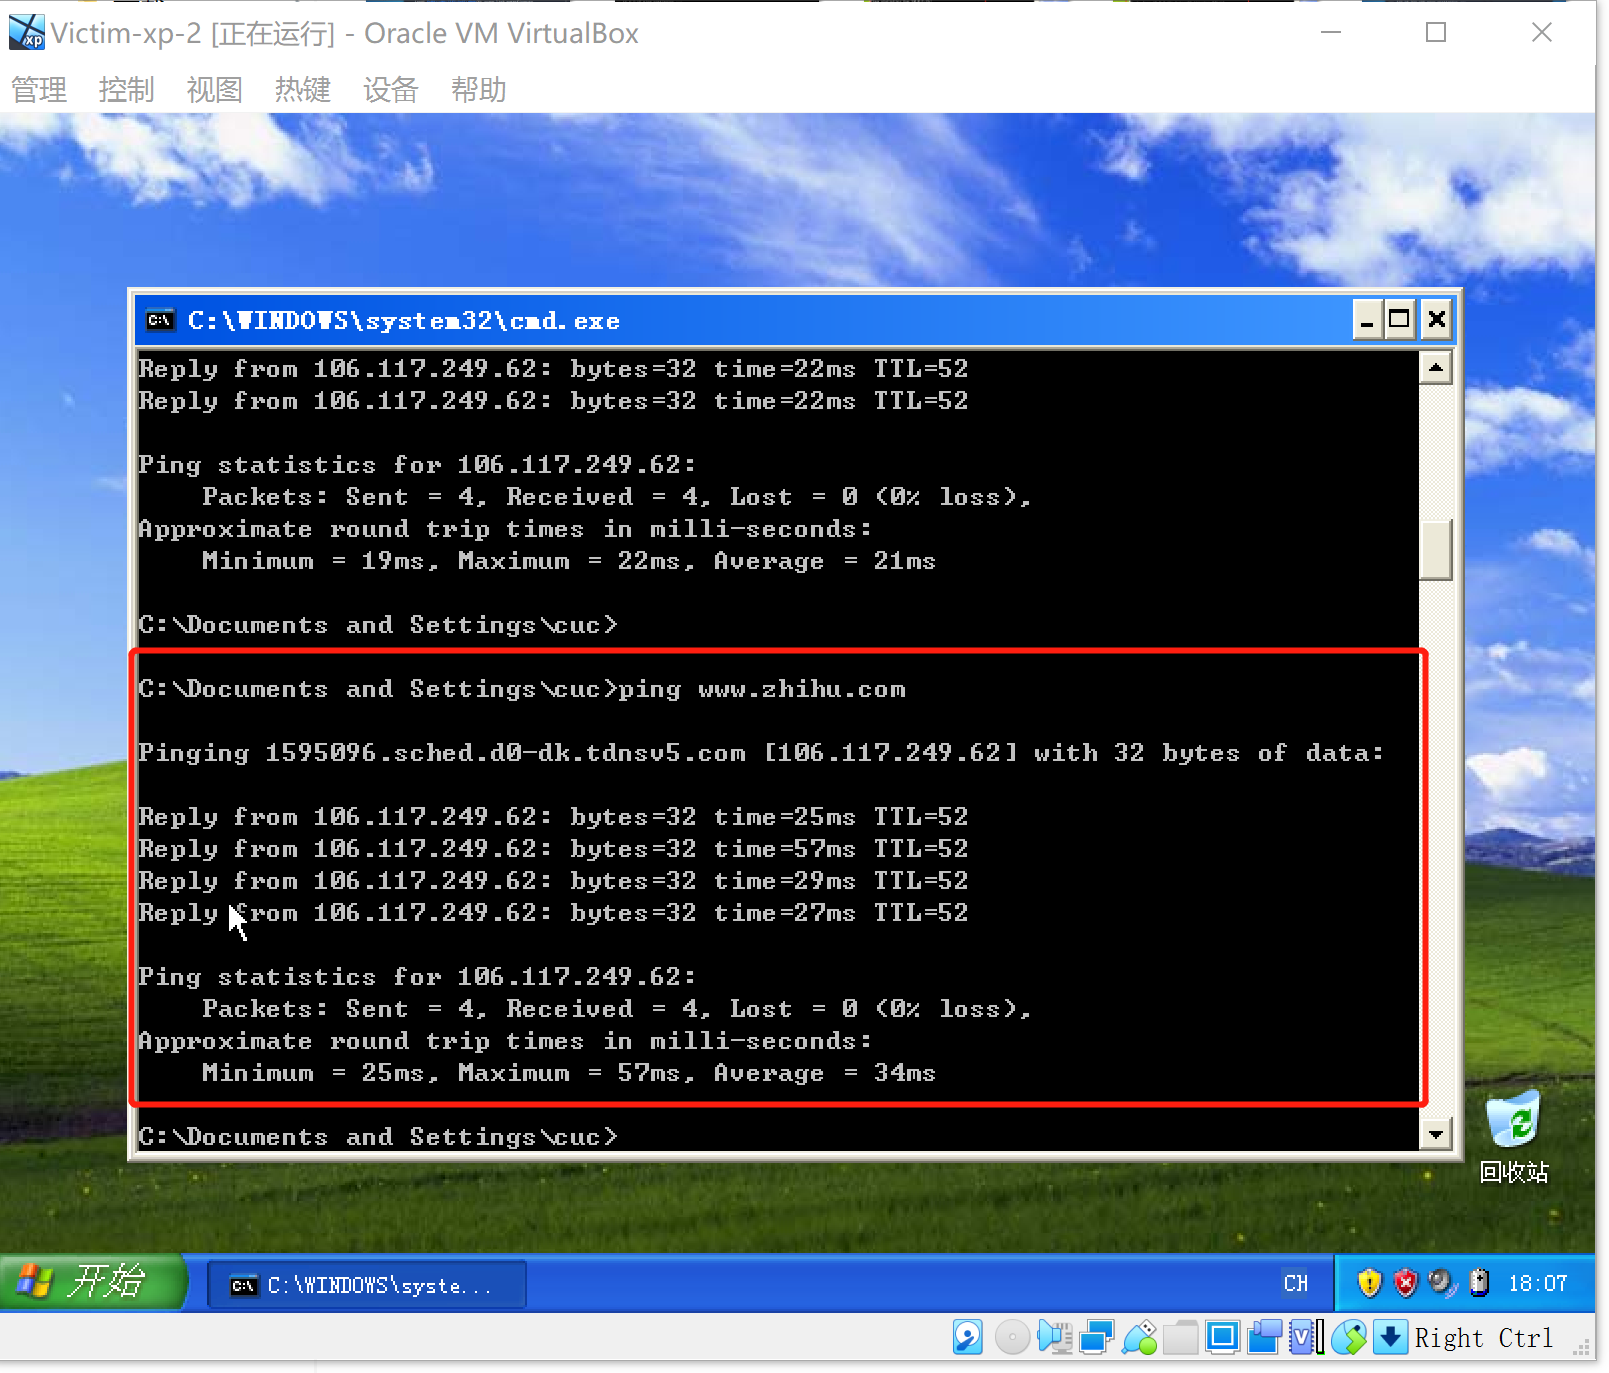 Victim-xp-2 [正在运行] - Oracle VM VirtualBox
管理 控制 视图 热键 设备 帮助
C:\WINDOWS\system32\cmd.exe
Reply from 106.117.249.62: bytes=32 time=22ms TTL=52
Reply from 106.117.249.62: bytes=32 time=22ms TTL=52
Ping statistics for 106.117.249.62:
Packets: Sent = 4, Received = 4, Lost = 0 (0% loss),
Approximate round trip times in milli-seconds:
Minimum = 19ms, Maximum = 22ms, Average = 21ms
C:\Documents and Settings\cuc>
C:\Documents and Settings\cuc>ping www.zhihu.com
Pinging 1595096.sched.d0-dk.tdnsv5.com [106.117.249.62] with 32 bytes of data:
Reply from 106.117.249.62: bytes=32 time=25ms TTL=52
Reply from 106.117.249.62: bytes=32 time=57ms TTL=52
Reply from 106.117.249.62: bytes=32 time=29ms TTL=52
Reply from 106.117.249.62: bytes=32 time=27ms TTL=52
Ping statistics for 106.117.249.62:
Packets: Sent = 4, Received = 4, Lost = 0 (0% loss),
Approximate round trip times in milli-seconds:
Minimum = 25ms, Maximum = 57ms, Average = 34ms
C:\Documents and Settings\cuc>
回收站
开始 C:\WINDOWS\syste... CH 18:07
Right Ctrl